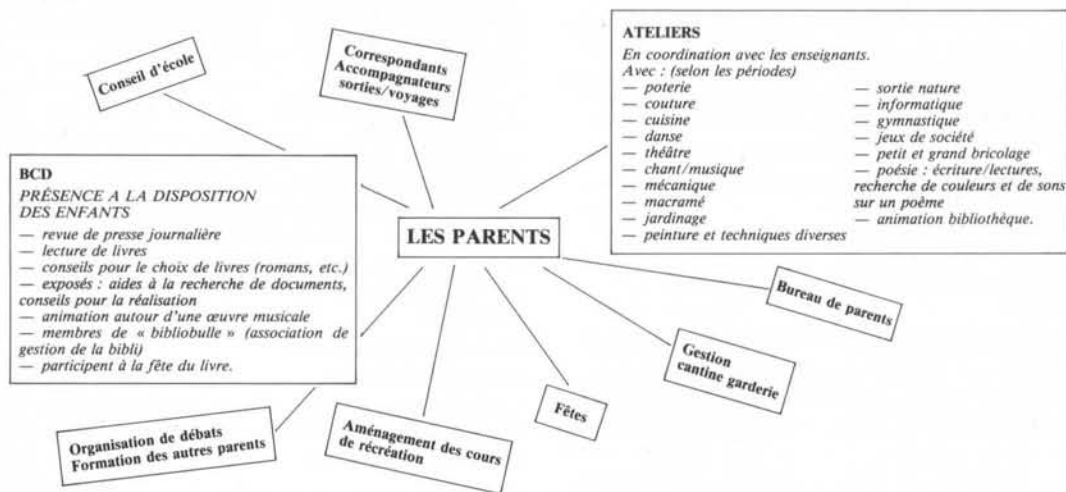 Conseil d'école
Correspondants
Accompagnateurs
sorties/voyages
ATELIERS
En coordination avec les enseignants.
Avec : (selon les périodes)
— poterie
— couture
— cuisine
— danse
— théâtre
— chant/musique
— mécanique
— macramé
— jardinage
— peinture et techniques diverses
— sortie nature
— informatique
— gymnastique
— jeux de société
— petit et grand bricolage
— poésie : écriture/lectures,
recherche de couleurs et de sons
sur un poème
— animation bibliothèque.
BCD
PRÉSENCE A LA DISPOSITION
DES ENFANTS
— revue de presse journalière
— lecture de livres
— conseils pour le choix de livres (romans, etc.)
— exposés : aides à la recherche de documents,
conseils pour la réalisation
— animation autour d'une œuvre musicale
— membres de « bibliobulle » (association de
gestion de la bibli)
— participent à la fête du livre.
LES PARENTS
Bureau de parents
Gestion
cantine garderie
Fêtes
Aménagement des cours
de récréation
Organisation de débats
Formation des autres parents